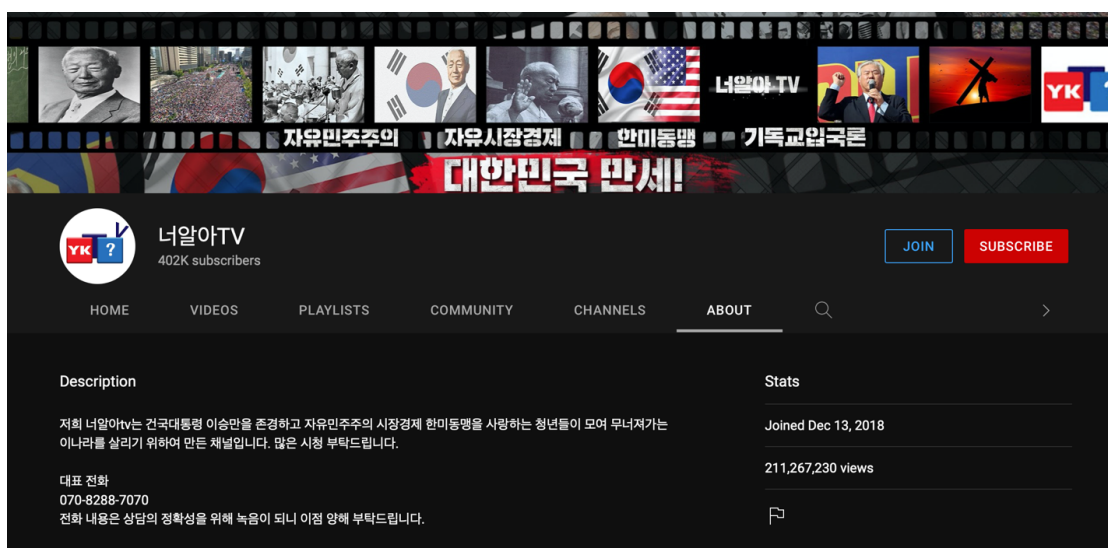 너알아 TV
YK ?
자유민주주의 자유시장경제 한미동맹 기독교입국론
대한민국 만세!
YK T V ?
너알아TV
402K subscribers
JOIN
SUBSCRIBE
HOME VIDEOS PLAYLISTS COMMUNITY CHANNELS ABOUT
Description
저희 너알아tv는 건국대통령 이승만을 존경하고 자유민주주의 시장경제 한미동맹을 사랑하는 청년들이 모여 무너져가는
이나라를 살리기 위하여 만든 채널입니다. 많은 시청 부탁드립니다.
대표 전화
070-8288-7070
전화 내용은 상담의 정확성을 위해 녹음이 되니 이점 양해 부탁드립니다.
Stats
Joined Dec 13, 2018
211,267,230 views